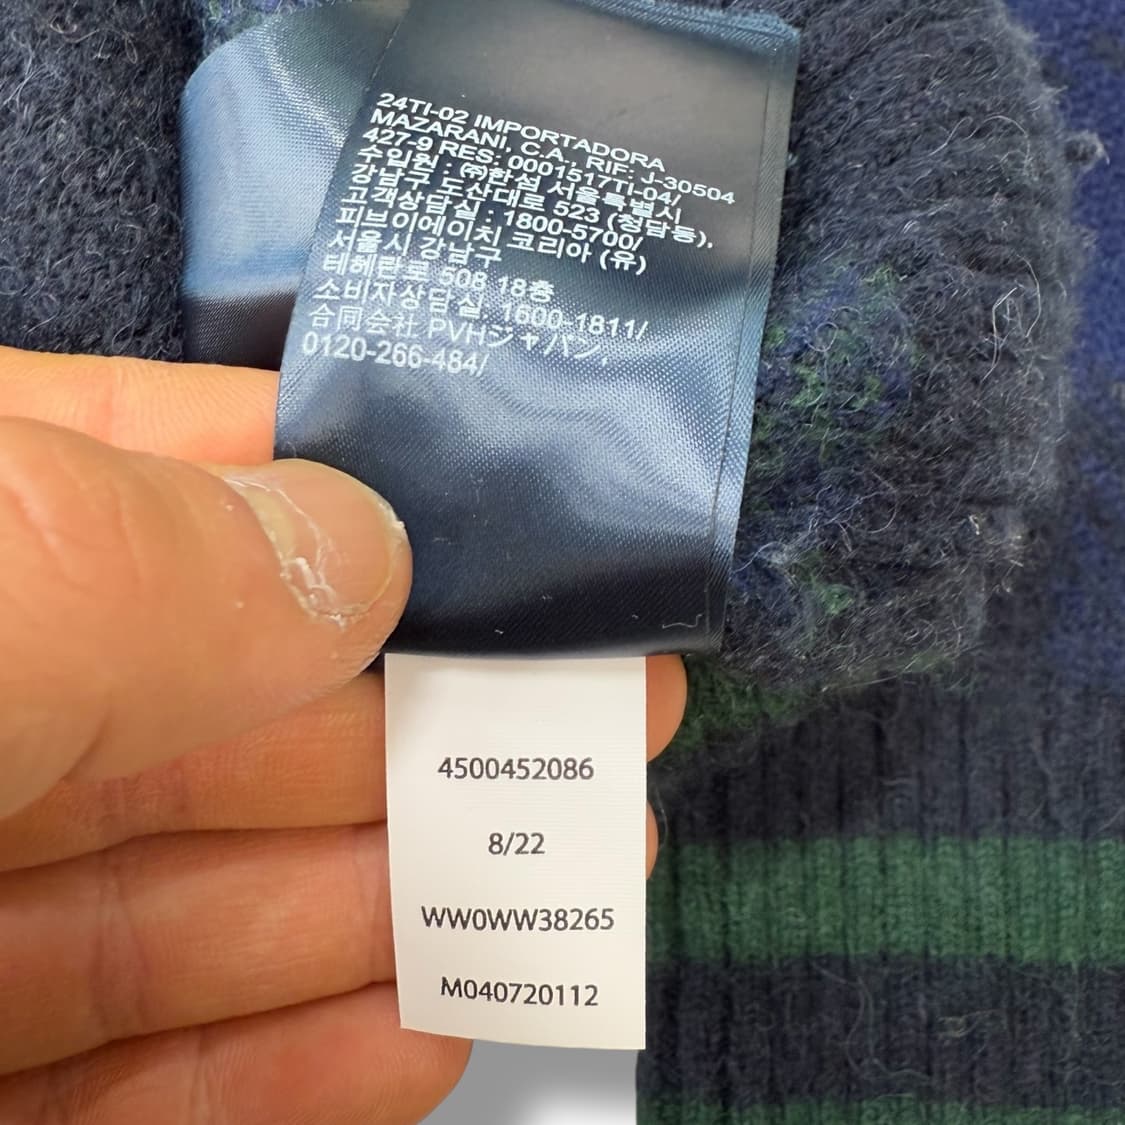 24TI-02 IMPORTADORA
MAZARANI, C.A., RIF: J-30504
427-9 RES: 0001517TI-04/
수입원 : ㈜한섬 서울특별시
강남구 도산대로 523 (청담동),
고객상담실 : 1800-5700/
피브이에이치 코리아 (유)
서울시 강남구
테헤란로 508 18층
소비자상담실 1600-1811/
合同会社 PVHジャパン,
0120-266-484/
4500452086
8/22
WW0WW38265
M040720112